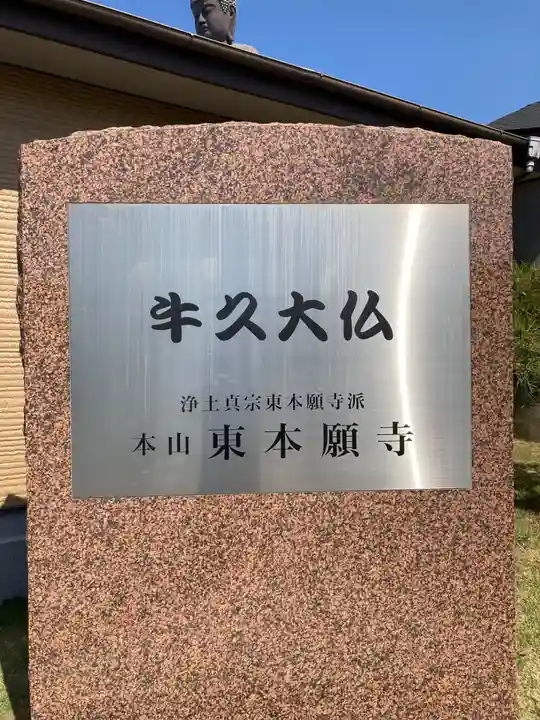 牛久大仏
浄土真宗東本願寺派
本山 東本願寺